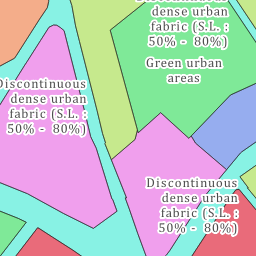 dense urban
fabric (S.L. :
50% - 80%)
Green urban
areas
Discontinuous
dense urban
fabric (S.L. :
50% - 80%)
Discontinuous
dense urban
fabric (S.L. :
50% - 80%)